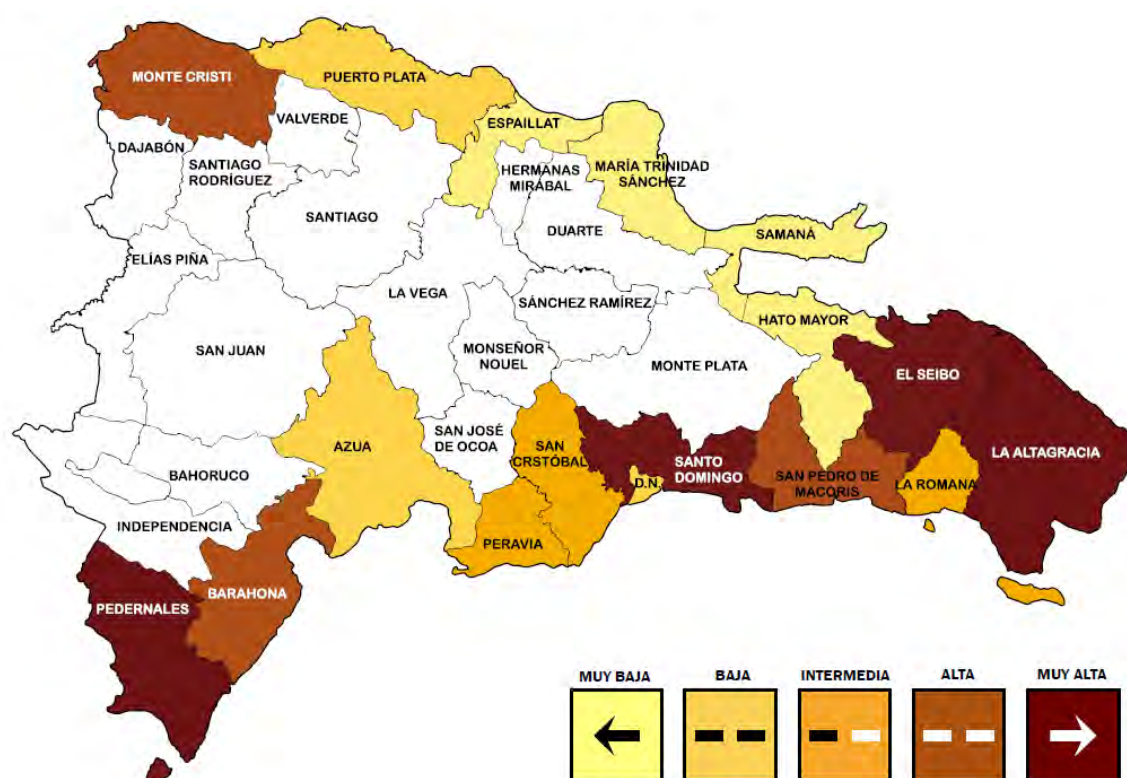 MONTE CRISTI
PUERTO PLATA
VALVERDE
ESPAILLAT
DAJABÓN
SANTIAGO
RODRÍGUEZ
HERMANAS
MIRABAL
MARÍA TRINIDAD
SÁNCHEZ
SANTIAGO
DUARTE
SAMANÁ
ELÍAS PIÑA
LA VEGA
SÁNCHEZ RAMÍREZ
HATO MAYOR
SAN JUAN
MONSEÑOR
NOUEL
MONTE PLATA
EL SEIBO
AZUA
SAN JOSÉ
DE OCOA
SAN
CRSTÓBAL
SANTO
DOMINGO
D.N.
SAN PEDRO DE
MACORIS
LA ROMANA
LA ALTAGRACIA
BAHORUCO
INDEPENDENCIA
PERAVIA
BARAHONA
PEDERNALES
MUY BAJA
BAJA
INTERMEDIA
ALTA
MUY ALTA